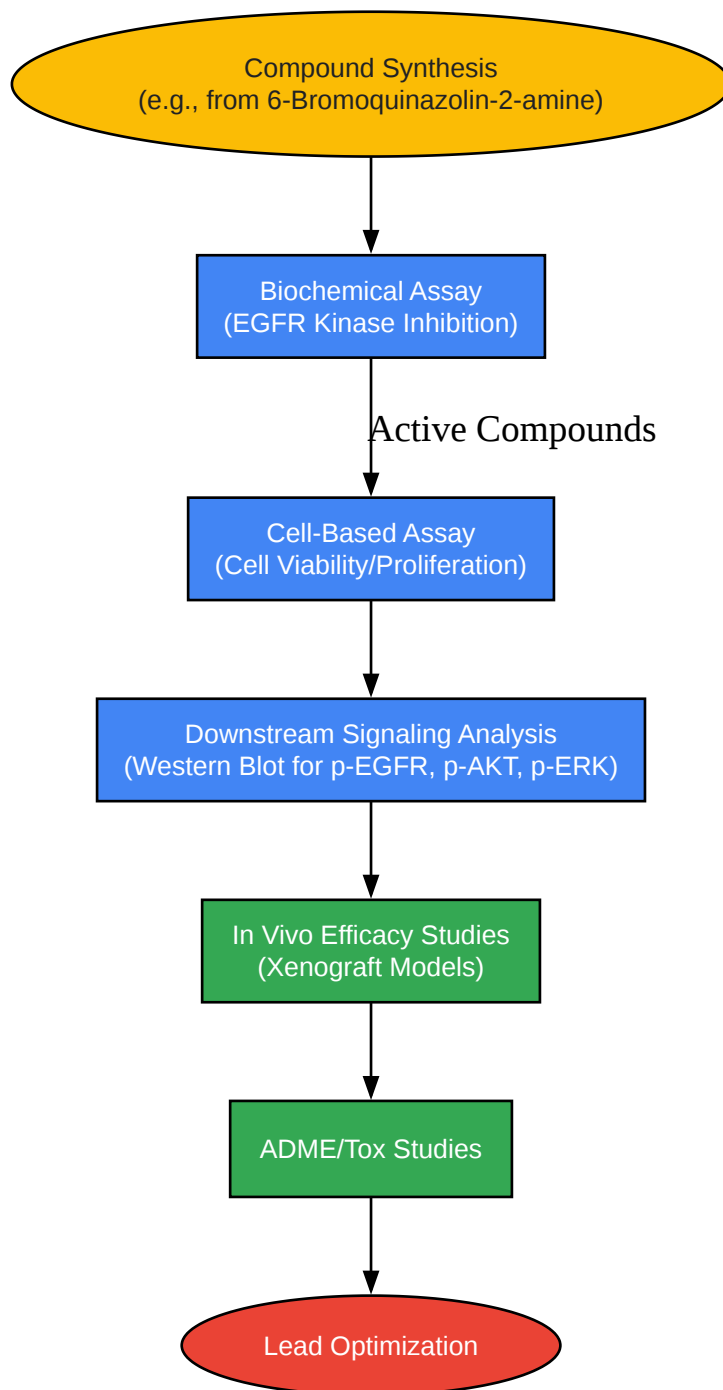 Compound Synthesis
(e.g., from 6-Bromoquinazolin-2-amine)
Biochemical Assay
(EGFR Kinase Inhibition)
Active Compounds
Cell-Based Assay
(Cell Viability/Proliferation)
Downstream Signaling Analysis
(Western Blot for p-EGFR, p-AKT, p-ERK)
In Vivo Efficacy Studies
(Xenograft Models)
ADME/Tox Studies
Lead Optimization